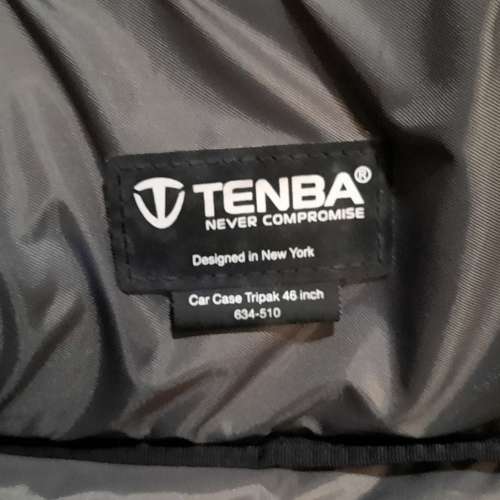 TENBA®
NEVER COMPROMISE
Designed in New York
Car Case Tripak 46 inch
634-510